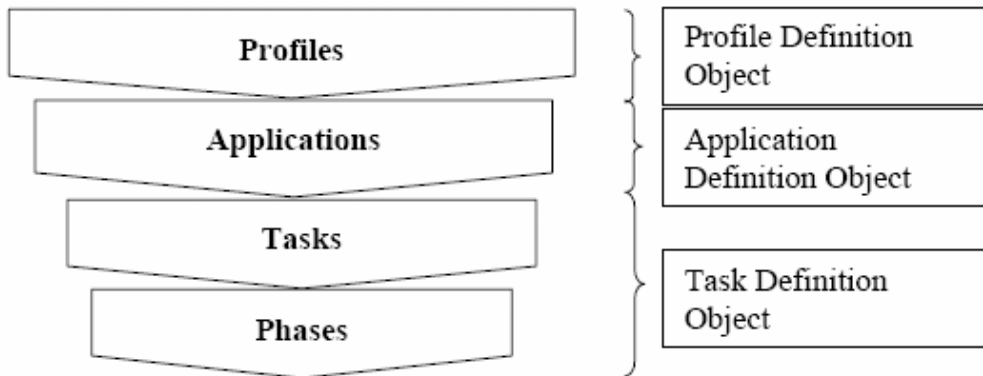 Profiles
Applications
Tasks
Phases
Profile Definition
Object
Application
Definition Object
Task Definition
Object